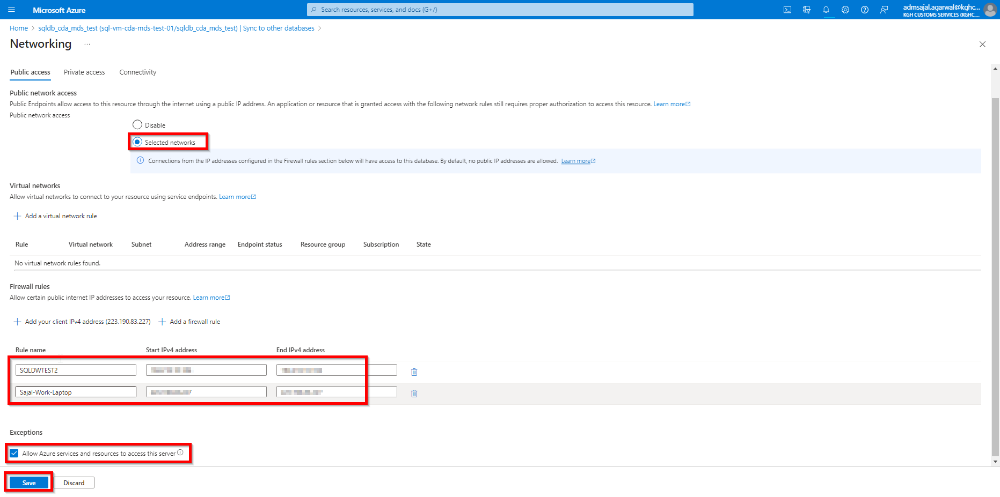 Microsoft Azure
Search resources, services, and docs (G+/)
admsajal.agarwal@kghc...
KGH CUSTOMS SERVICES (KGHC....
Home > sqldb_cda_mds_test (sql-vm-cda-mds-test-01/sqldb_cda_mds_test) | Sync to other databases >
Networking ...
Public access Private access Connectivity
Public network access
Public Endpoints allow access to this resource through the internet using a public IP address. An application or resource that is granted access with the following network rules still requires proper authorization to access this resource. Learn more
Public network access
Disable
Selected networks
Connections from the IP addresses configured in the Firewall rules section below will have access to this database. By default, no public IP addresses are allowed. Learn more
Virtual networks
Allow virtual networks to connect to your resource using service endpoints. Learn more
+ Add a virtual network rule
Rule Virtual network Subnet Address range Endpoint status Resource group Subscription State
No virtual network rules found.
Firewall rules
Allow certain public internet IP addresses to access your resource. Learn more
+ Add your client IPv4 address (223.190.83.227) + Add a firewall rule
Rule name Start IPv4 address End IPv4 address
SQLDWTEST2
Sajal-Work-Laptop
Exceptions
Allow Azure services and resources to access this server
Save Discard